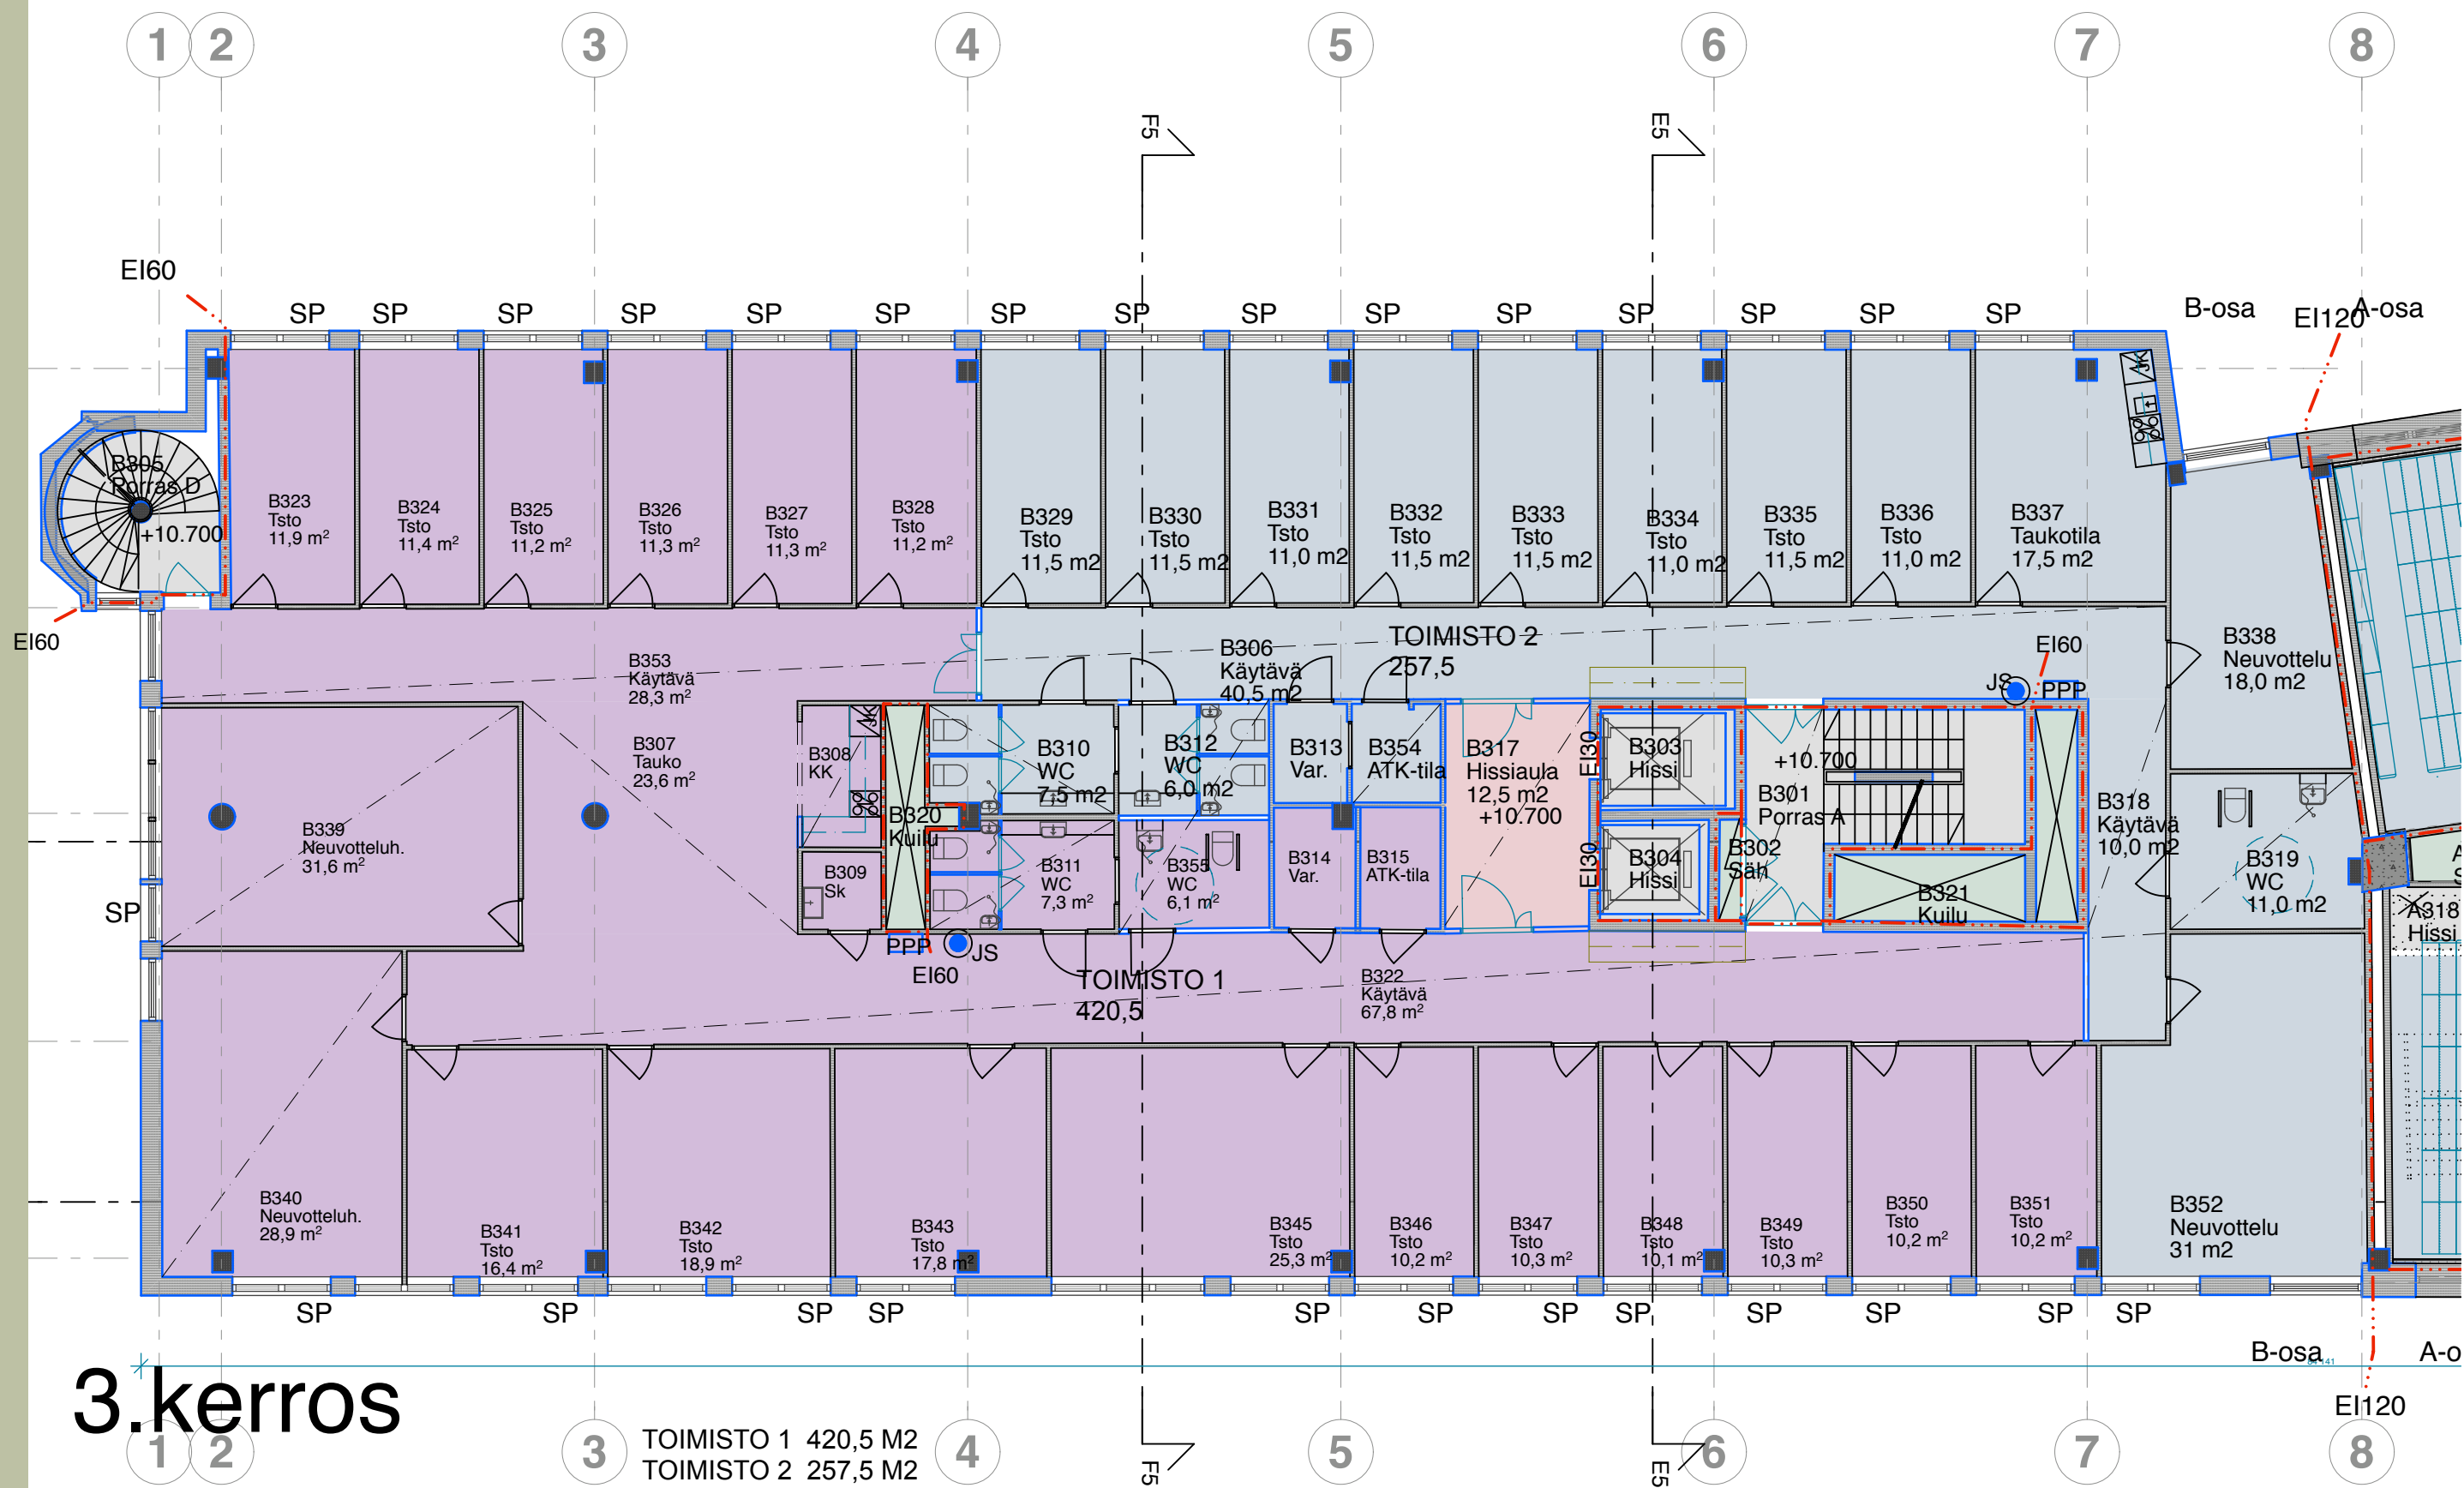 1 2 3 4 5 6 7 8
F5 E5
EI60
SP SP SP SP SP SP SP SP SP SP SP SP SP SP SP
B-osa
EI120
A-osa
B305
Porras D
+10.700
B323
Tsto
11,9 m²
B324
Tsto
11,4 m²
B325
Tsto
11,2 m²
B326
Tsto
11,3 m²
B327
Tsto
11,3 m²
B328
Tsto
11,2 m²
B329
Tsto
11,5 m2
B330
Tsto
11,5 m2
B331
Tsto
11,0 m2
B332
Tsto
11,5 m2
B333
Tsto
11,5 m2
B334
Tsto
11,0 m2
B335
Tsto
11,5 m2
B336
Tsto
11,0 m2
B337
Taukotila
17,5 m2
JK
EI60
B353
Käytävä
28,3 m²
B306
Käytävä
40,5 m2
TOIMISTO 2
257,5
EI60
JS
PPP
B338
Neuvottelu
18,0 m2
B307
Tauko
23,6 m²
B308
KK
JK
B309
Sk
B320
Kuilu
B310
WC
7,5 m2
B312
WC
6,0 m2
B313
Var.
B354
ATK-tila
B317
Hissiaula
12,5 m2
+10.700
EI30
EI30
B303
Hissi
B304
Hissi
+10.700
B301
Porras A
B302
Säh
B321
Kuilu
B318
Käytävä
10,0 m2
B319
WC
11,0 m2
B339
Neuvotteluh.
31,6 m²
B311
WC
7,3 m²
B355
WC
6,1 m²
B314
Var.
B315
ATK-tila
SP
A318
Hissi
PPP
EI60
JS
TOIMISTO 1
420,5
B322
Käytävä
67,8 m²
B340
Neuvotteluh.
28,9 m²
B341
Tsto
16,4 m²
B342
Tsto
18,9 m²
B343
Tsto
17,8 m²
B345
Tsto
25,3 m²
B346
Tsto
10,2 m²
B347
Tsto
10,3 m²
B348
Tsto
10,1 m²
B349
Tsto
10,3 m²
B350
Tsto
10,2 m²
B351
Tsto
10,2 m²
B352
Neuvottelu
31 m2
SP SP SP SP SP SP SP SP SP SP SP SP
B-osa
A-o
EI120
3.kerros
TOIMISTO 1 420,5 M2
TOIMISTO 2 257,5 M2
F5 E5
1 2 3 4 5 6 7 8